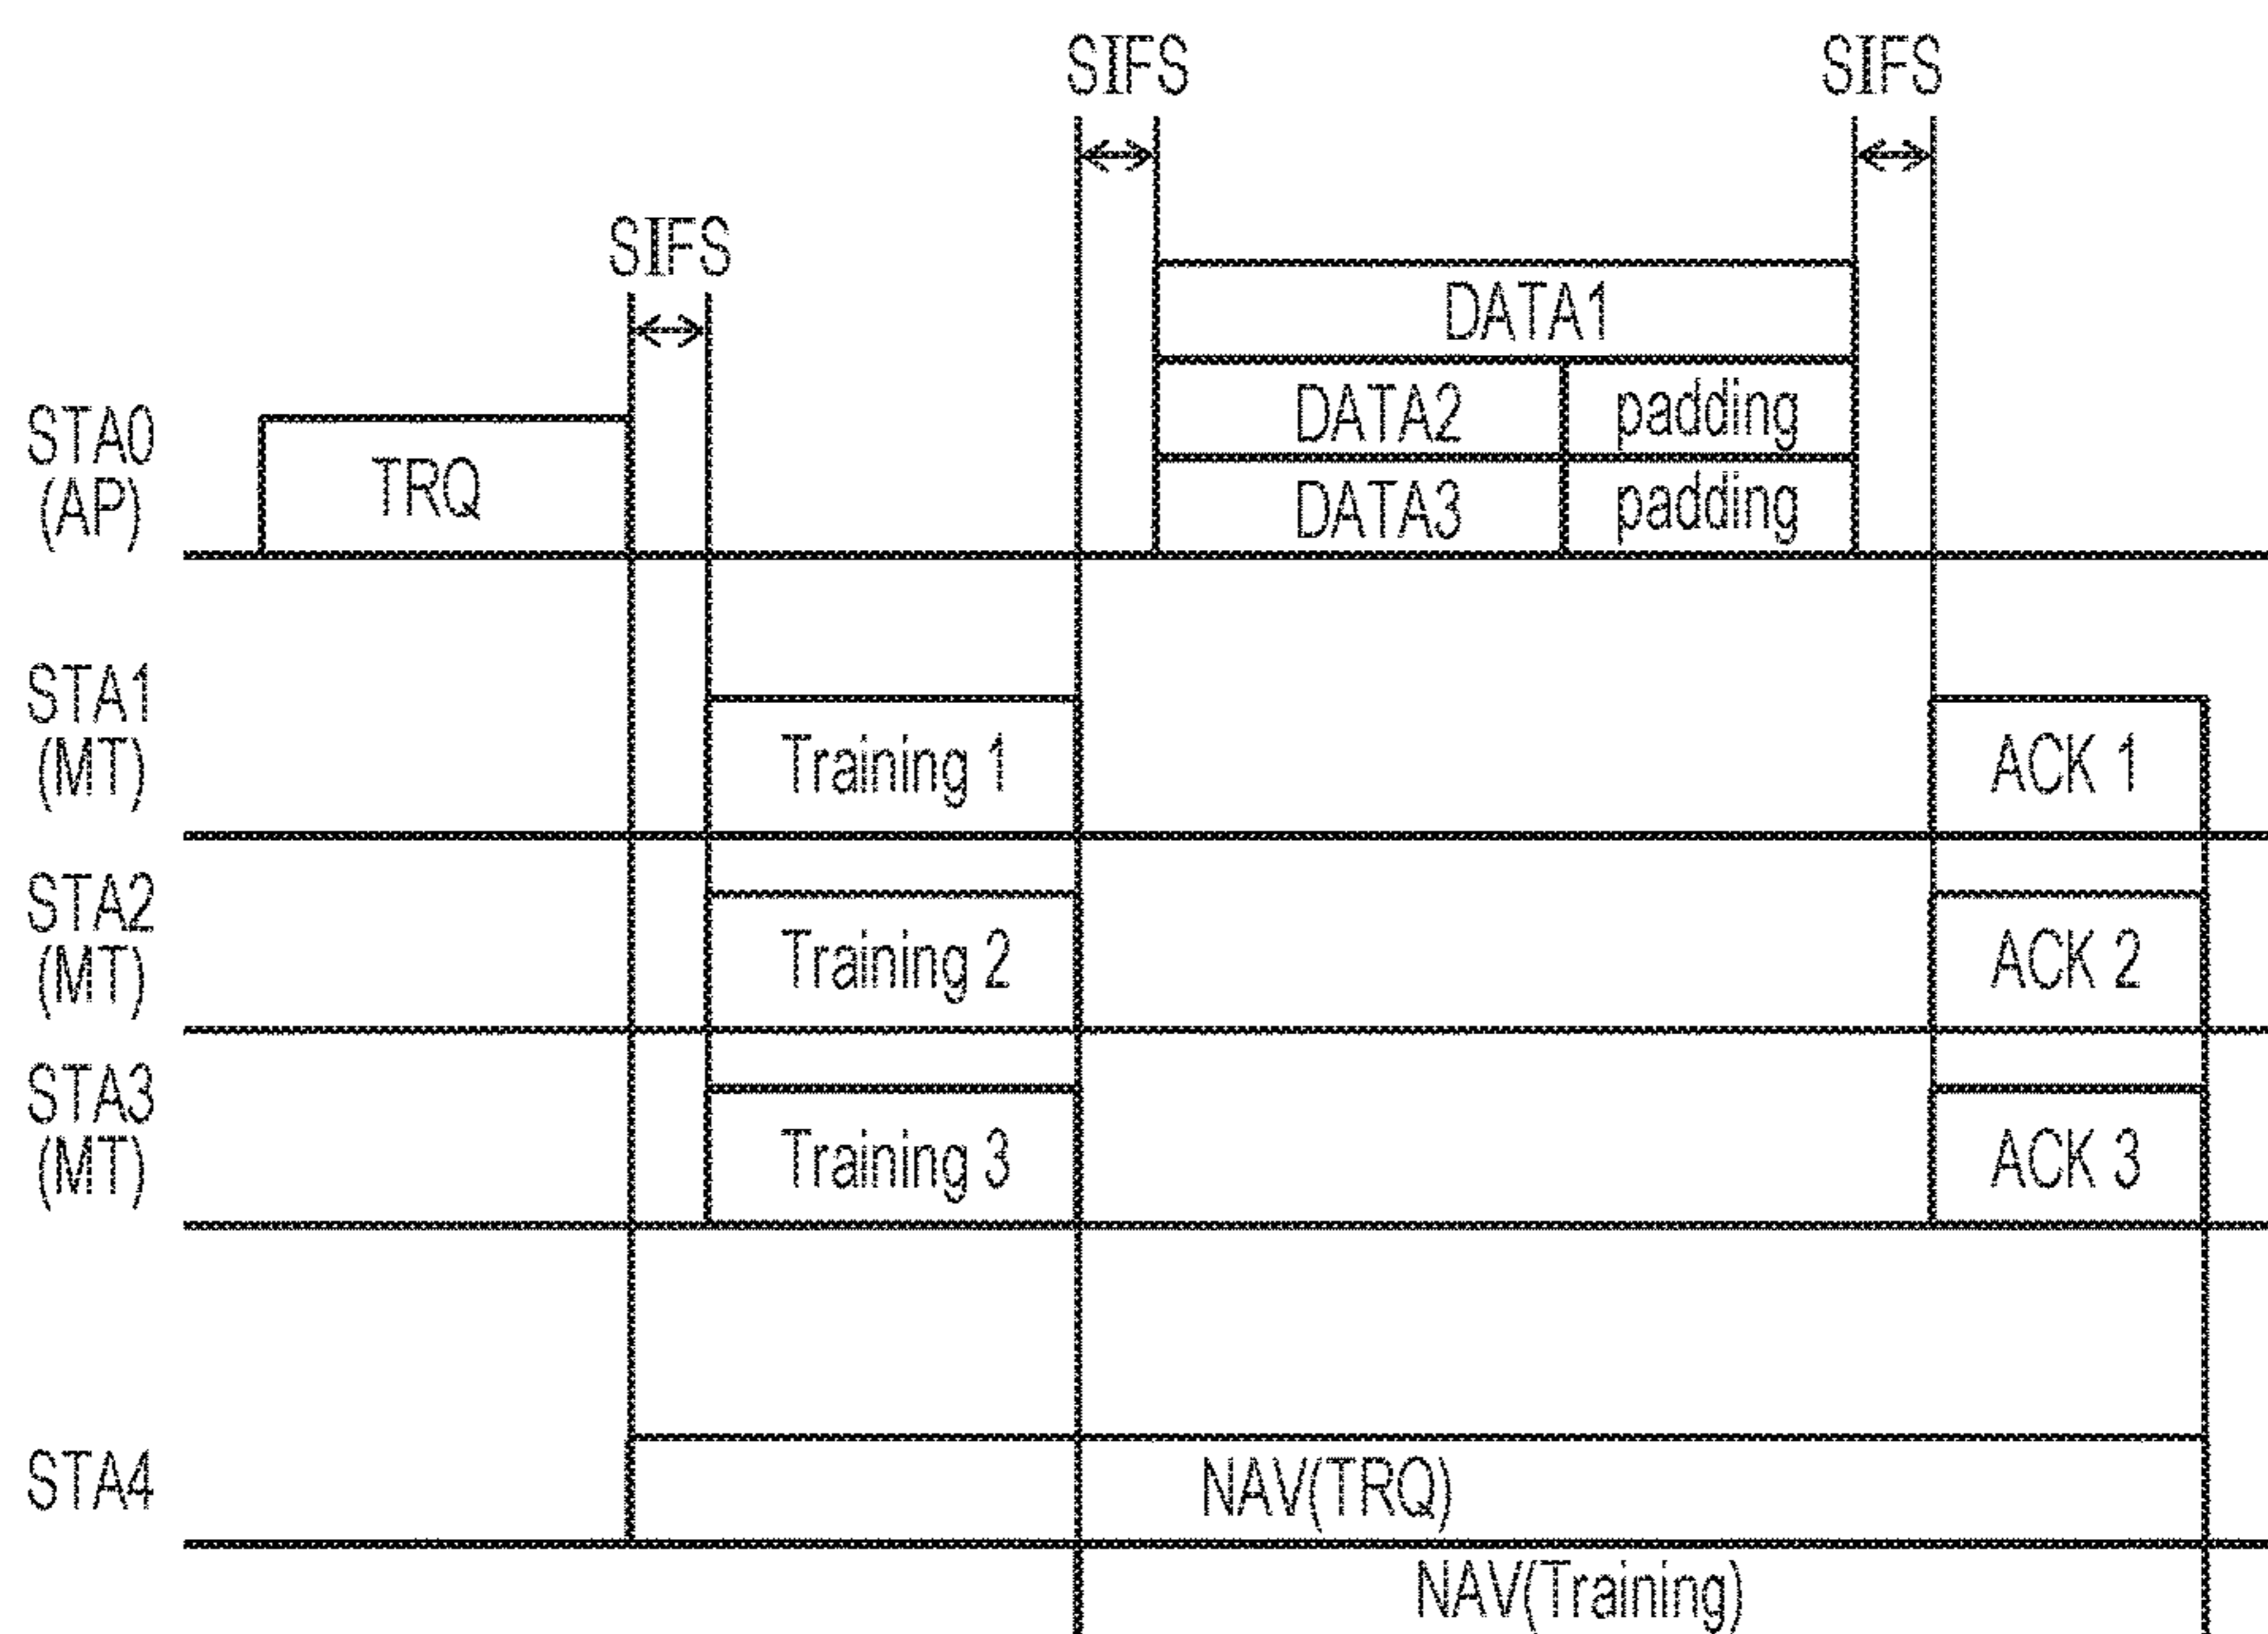 SIFS SIFS
SIFS
DATA1
DATA2 padding
DATA3 padding
STA0
(AP)
TRQ
STA1
(MT)
Training 1 ACK 1
STA2
(MT)
Training 2 ACK 2
STA3
(MT)
Training 3 ACK 3
STA4
NAV(TRQ)
NAV(Training)